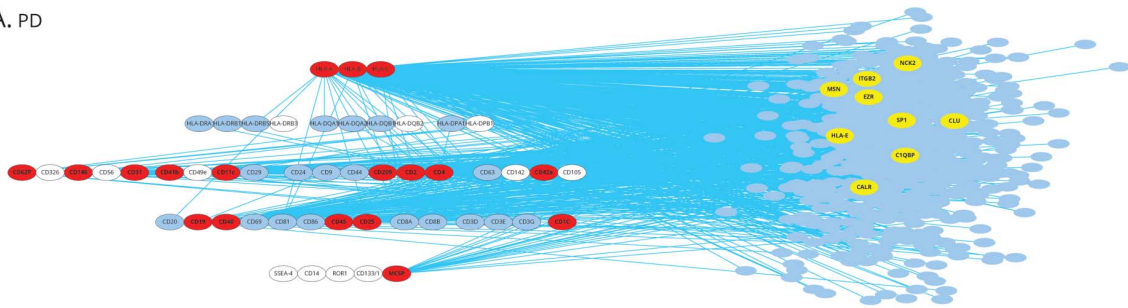 A. PD
HLA-A HLA-B HLA-C
NCK2
ITGB2
MSN
EZR
HLA-DRA HLA-DRB1 HLA-DRB5 HLA-DRB3 HLA-DQA1 HLA-DQA2 HLA-DQB1 HLA-DQB2 HLA-DPA1 HLA-DPB1
SP1 CLU
HLA-E
C1QBP
CD62P CD326 CD146 CD56 CD31 CD41b CD49e CD11c CD29 CD24 CD9 CD44 CD209 CD2 CD4 CD63 CD142 CD42a CD105
CALR
CD20 CD19 CD40 CD69 CD81 CD86 CD45 CD25 CD8A CD8B CD3D CD3E CD3G CD1c
SSEA-4 CD14 ROR1 CD133/1 MCSP